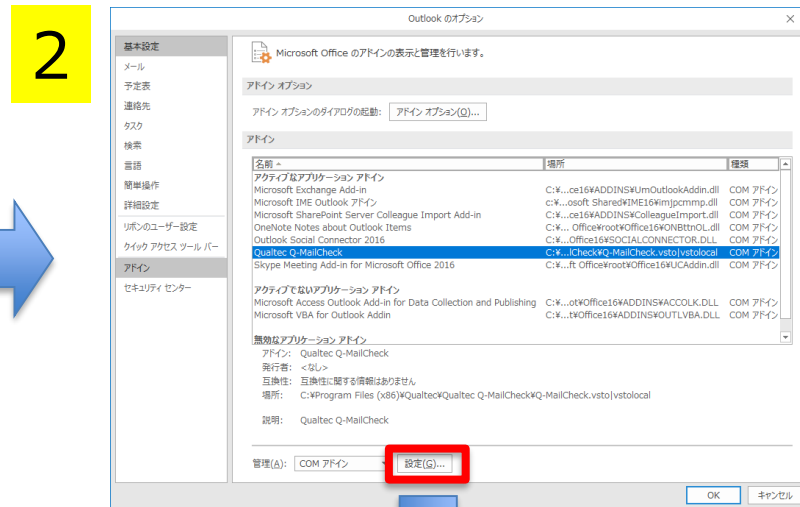 2
Outlook のオプション
基本設定
メール
予定表
連絡先
タスク
検索
言語
簡単操作
詳細設定
リボンのユーザー設定
クイック アクセス ツール バー
アドイン
セキュリティ センター
Microsoft Office のアドインの表示と管理を行います。
アドイン オプション
アドイン オプションのダイアログの起動: アドイン オプション(O)...
アドイン
名前 場所 種類
アクティブなアプリケーション アドイン
Microsoft Exchange Add-in C:¥...ce16¥ADDINS¥UmOutlookAddin.dll COM アドイン
Microsoft IME Outlook アドイン c:¥...osoft Shared¥IME16¥imjpcmmp.dll COM アドイン
Microsoft SharePoint Server Colleague Import Add-in C:¥...ce16¥ADDINS¥ColleagueImport.dll COM アドイン
OneNote Notes about Outlook Items C:¥... Office¥root¥Office16¥ONBttnOL.dll COM アドイン
Outlook Social Connector 2016 C:¥...Office16¥SOCIALCONNECTOR.DLL COM アドイン
Qualtec Q-MailCheck C:¥...lCheck¥Q-MailCheck.vsto|vstolocal COM アドイン
Skype Meeting Add-in for Microsoft Office 2016 C:¥...ft Office¥root¥Office16¥UCAddin.dll COM アドイン
アクティブでないアプリケーション アドイン
Microsoft Access Outlook Add-in for Data Collection and Publishing C:¥...ot¥Office16¥ADDINS¥ACCOLK.DLL COM アドイン
Microsoft VBA for Outlook Addin C:¥...t¥Office16¥ADDINS¥OUTLVBA.DLL COM アドイン
無効なアプリケーション アドイン
アドイン: Qualtec Q-MailCheck
発行者: <なし>
互換性: 互換性に関する情報はありません
場所: C:¥Program Files (x86)¥Qualtec¥Qualtec Q-MailCheck¥Q-MailCheck.vsto|vstolocal
説明: Qualtec Q-MailCheck
管理(A): COM アドイン 設定(G)...
OK キャンセル